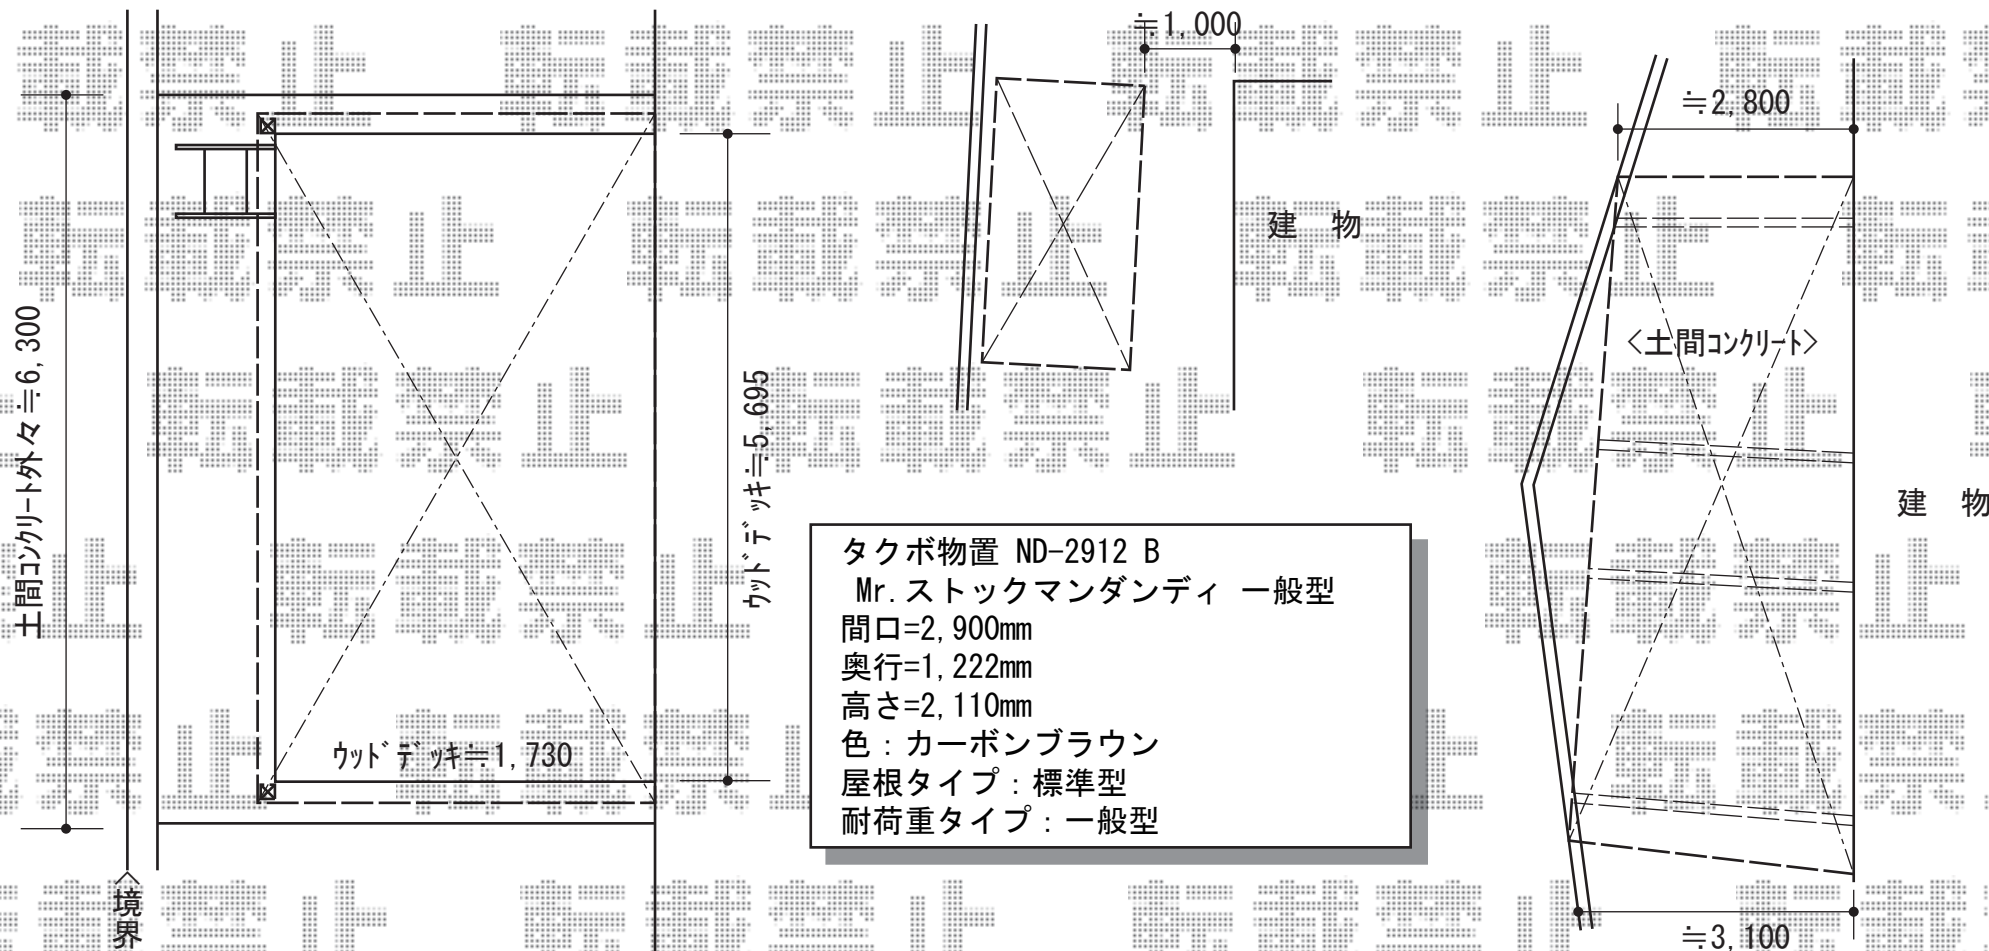 ≒1,000
≒2,800
建 物
土間コンクリート外々≒6,300
ウッドデッキ≒5,695
<土間コンクリート>
建 物
タクボ物置 ND-2912 B
Mr.ストックマンダンディ 一般型
間口=2,900mm
奥行=1,222mm
高さ=2,110mm
色：カーボンブラウン
屋根タイプ：標準型
耐荷重タイプ：一般型
ウッドデッキ≒1,730
<境界
≒3,100
転載禁止